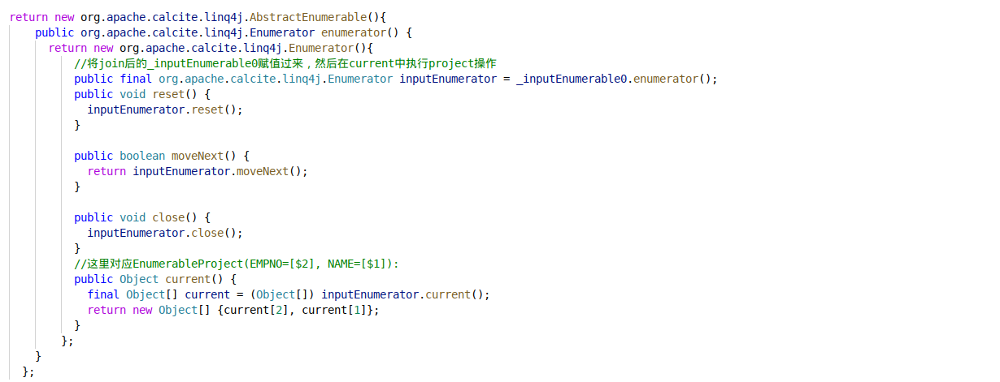 return new org.apache.calcite.linq4j.AbstractEnumerable(){
    public org.apache.calcite.linq4j.Enumerator enumerator() {
      return new org.apache.calcite.linq4j.Enumerator(){
          //将join后的_inputEnumerable0赋值过来，然后在current中执行project操作
          public final org.apache.calcite.linq4j.Enumerator inputEnumerator = _inputEnumerable0.enumerator();
          public void reset() {
            inputEnumerator.reset();
          }

          public boolean moveNext() {
            return inputEnumerator.moveNext();
          }

          public void close() {
            inputEnumerator.close();
          }
          //这里对应EnumerableProject(EMPNO=[$2], NAME=[$1]):
          public Object current() {
            final Object[] current = (Object[]) inputEnumerator.current();
            return new Object[] {current[2], current[1]};
          }
        };
    }
  };